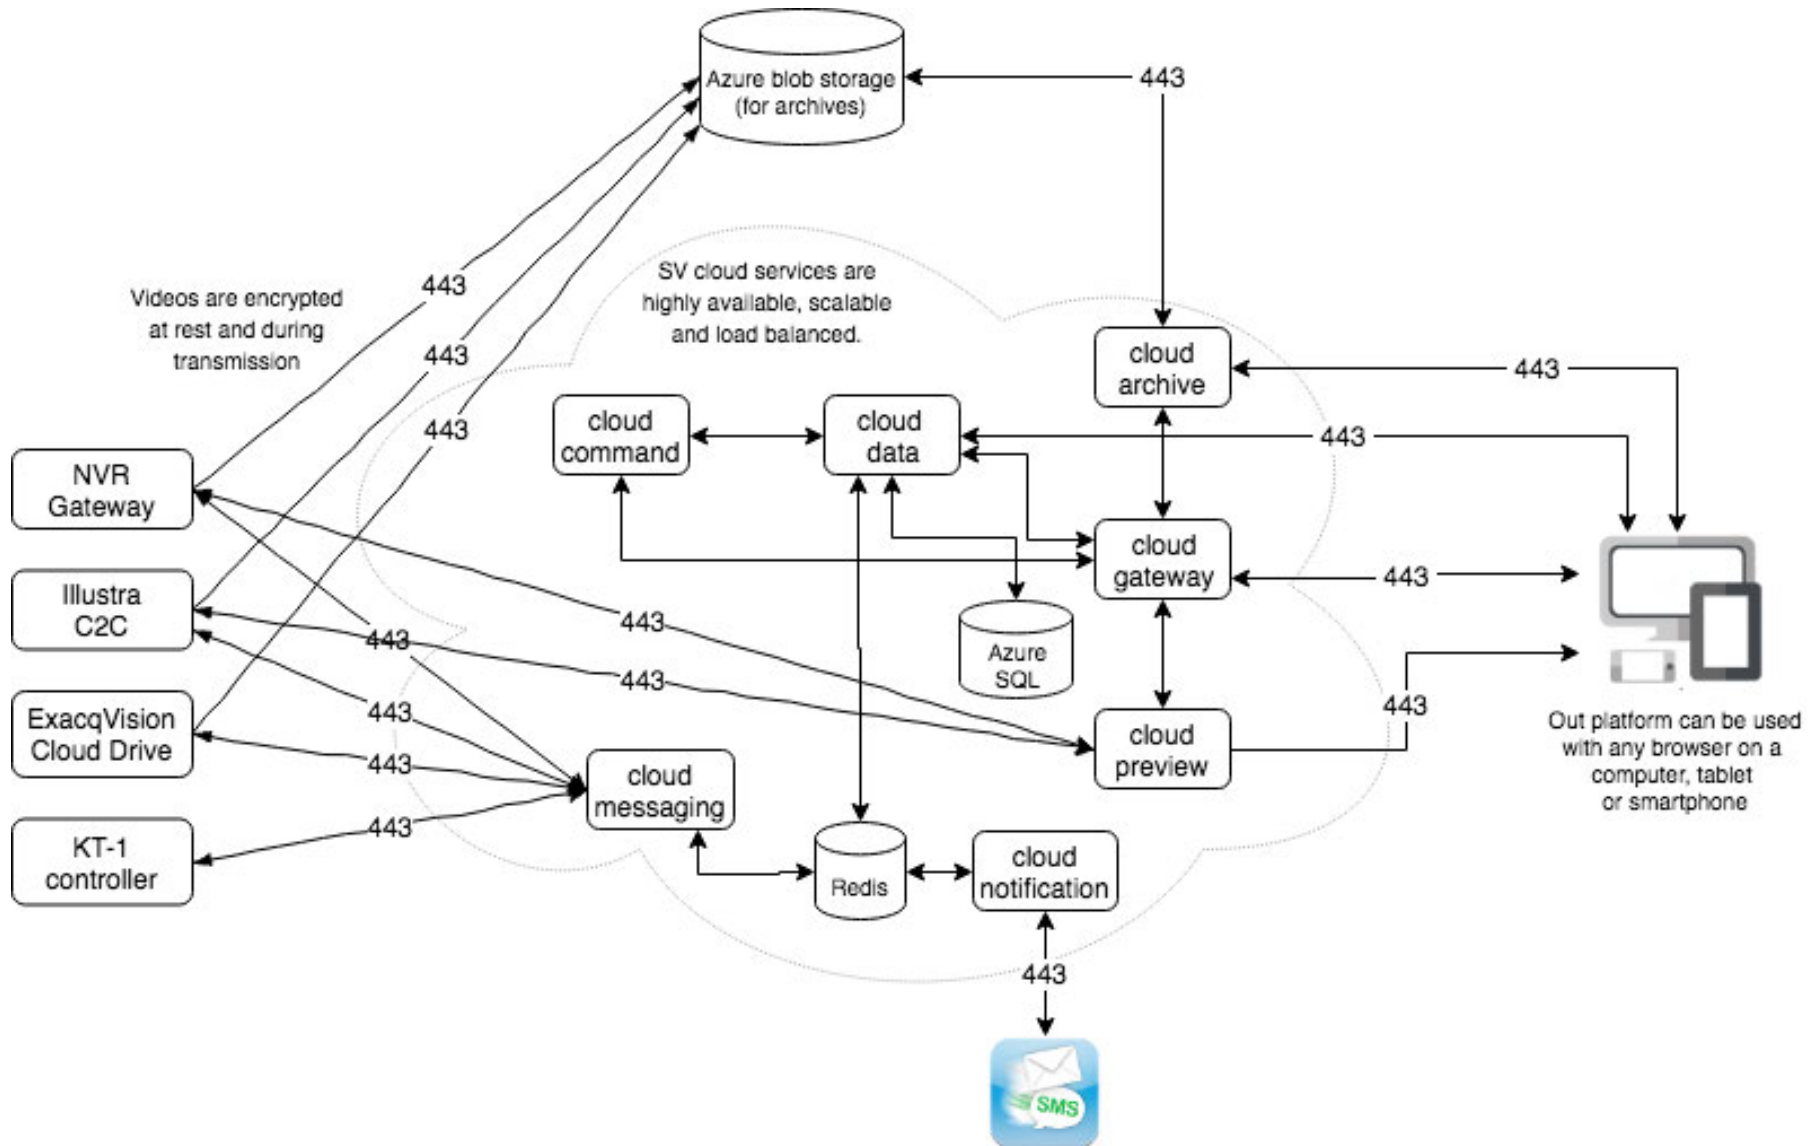 Azure blob storage
(for archives)
443
SV cloud services are
highly available, scalable
and load balanced.
Videos are encrypted
at rest and during
transmission
443
443
443
cloud
archive
443
cloud
command
cloud
data
443
NVR
Gateway
cloud
gateway
443
Illustra
C2C
443
443
443
Azure
SQL
ExacqVision
Cloud Drive
443
443
cloud
preview
443
Out platform can be used
with any browser on a
computer, tablet
or smartphone
cloud
messaging
KT-1
controller
443
Redis
cloud
notification
443
SMS